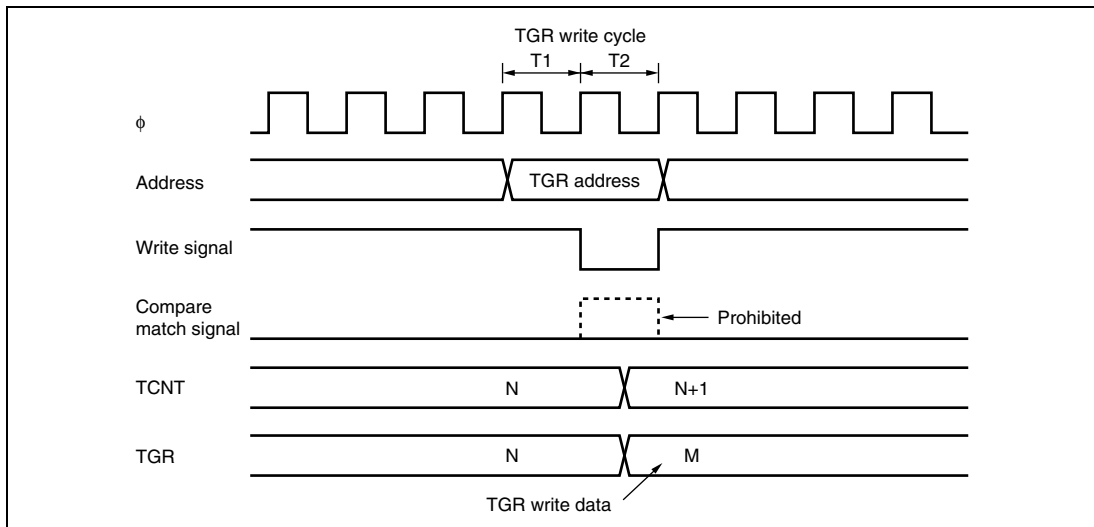 TGR write cycle
T1 T2
ϕ
Address TGR address
Write signal
Compare
match signal Prohibited
TCNT N N+1
TGR N M
TGR write data